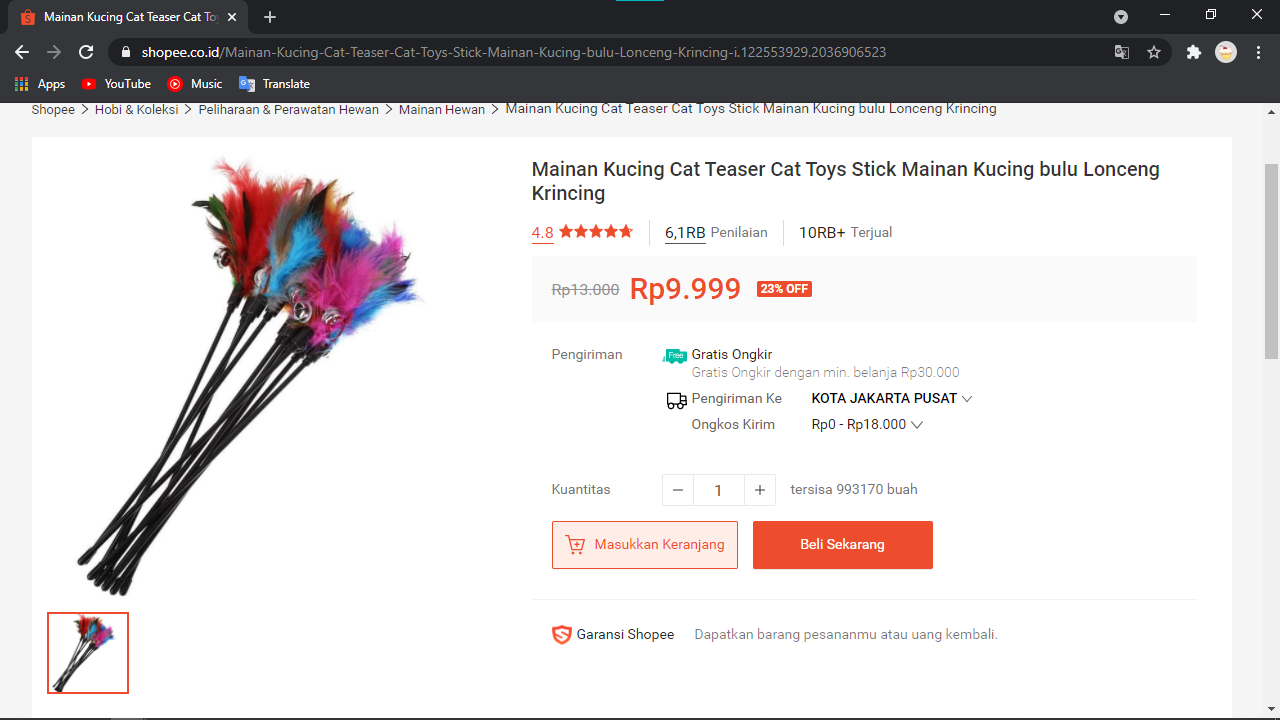 Mainan Kucing Cat Teaser Cat To
shopee.co.id/Mainan-Kucing-Cat-Teaser-Cat-Toys-Stick-Mainan-Kucing-bulu-Lonceng-Krincing-i.122553929.2036906523
Apps YouTube Music Translate
Shopee > Hobi & Koleksi > Peliharaan & Perawatan Hewan > Mainan Hewan > Mainan Kucing Cat Teaser Cat Toys Stick Mainan Kucing bulu Lonceng Krincing
Mainan Kucing Cat Teaser Cat Toys Stick Mainan Kucing bulu Lonceng
Krincing
4.8 6,1RB Penilaian 10RB+ Terjual
Rp13.000 Rp9.999 23% OFF
Pengiriman Free Gratis Ongkir
Gratis Ongkir dengan min. belanja Rp30.000
Pengiriman Ke KOTA JAKARTA PUSAT
Ongkos Kirim Rp0 - Rp18.000
Kuantitas − 1 + tersisa 993170 buah
Masukkan Keranjang Beli Sekarang
Garansi Shopee Dapatkan barang pesananmu atau uang kembali.